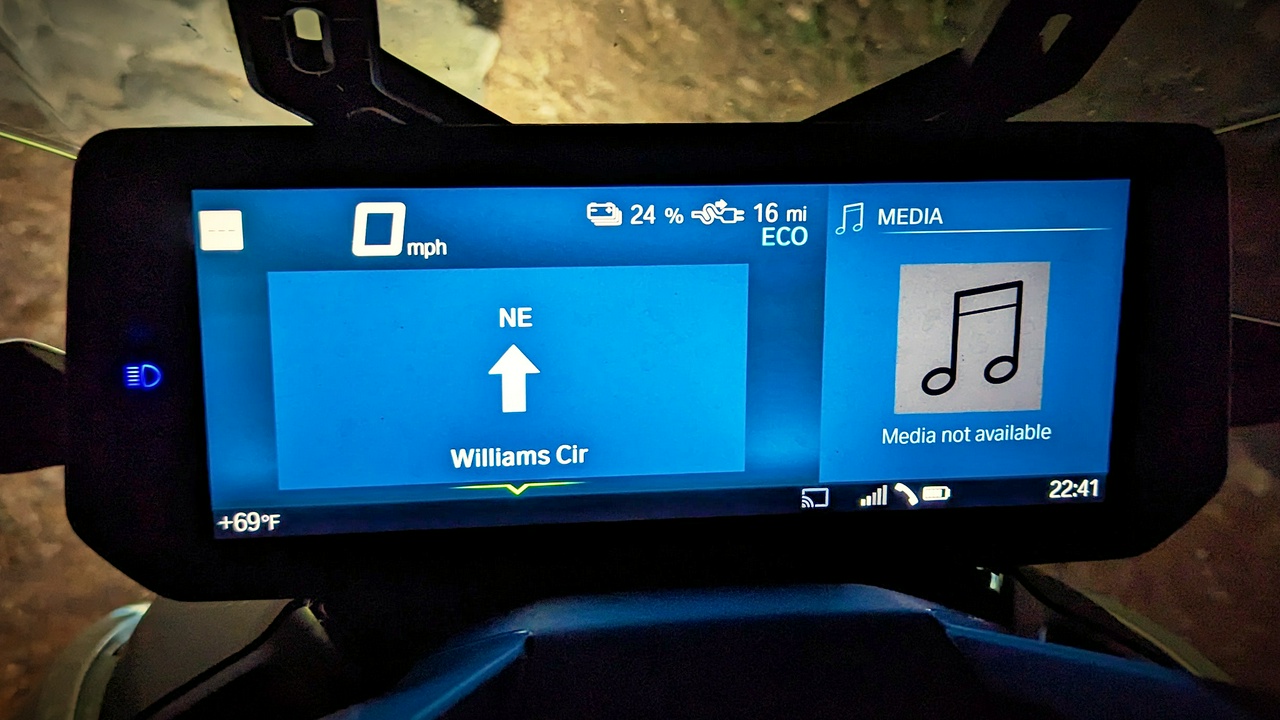 ---
0 mph
24 %
16 mi
ECO
MEDIA
NE
Williams Cir
Media not available
+69°F
22:41